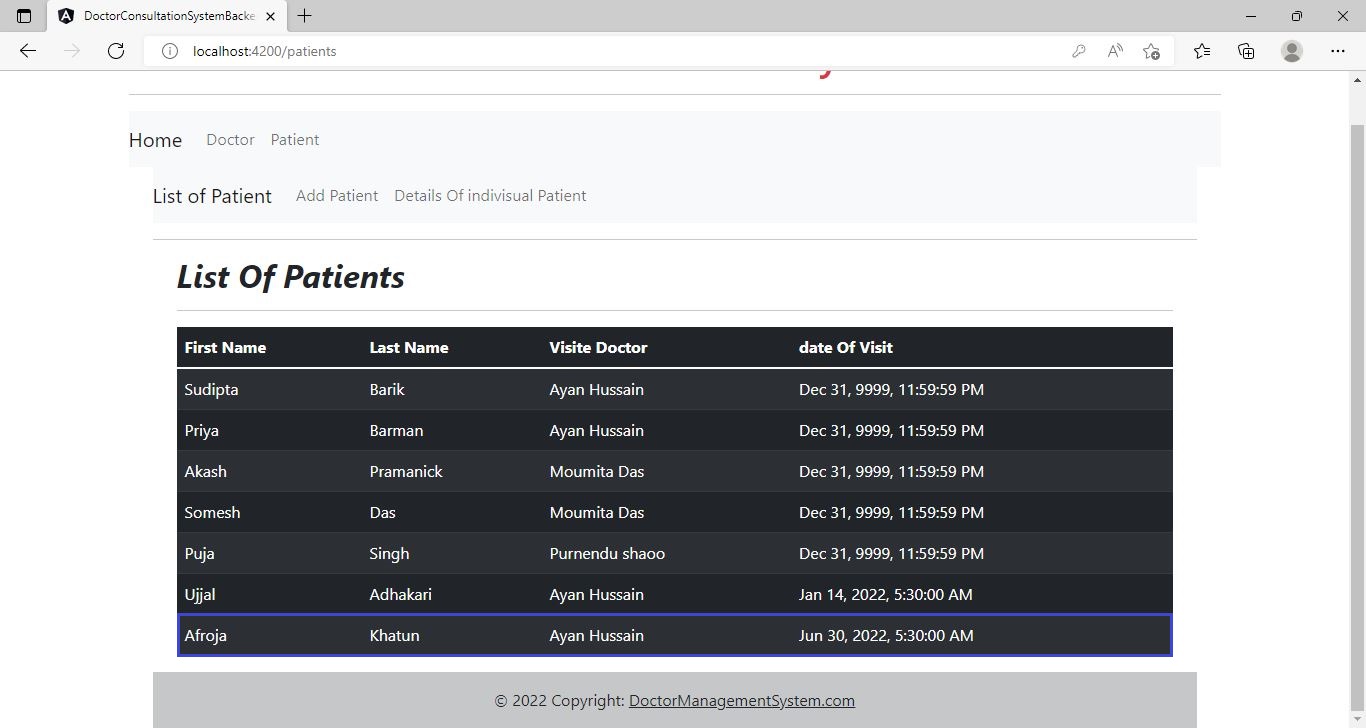 DoctorConsultationSystemBacke
localhost:4200/patients
Home Doctor Patient
List of Patient Add Patient Details Of indivisual Patient
List Of Patients
First Name Last Name Visite Doctor date Of Visit
Sudipta Barik Ayan Hussain Dec 31, 9999, 11:59:59 PM
Priya Barman Ayan Hussain Dec 31, 9999, 11:59:59 PM
Akash Pramanick Moumita Das Dec 31, 9999, 11:59:59 PM
Somesh Das Moumita Das Dec 31, 9999, 11:59:59 PM
Puja Singh Purnendu shaoo Dec 31, 9999, 11:59:59 PM
Ujjal Adhakari Ayan Hussain Jan 14, 2022, 5:30:00 AM
Afroja Khatun Ayan Hussain Jun 30, 2022, 5:30:00 AM
© 2022 Copyright: DoctorManagementSystem.com